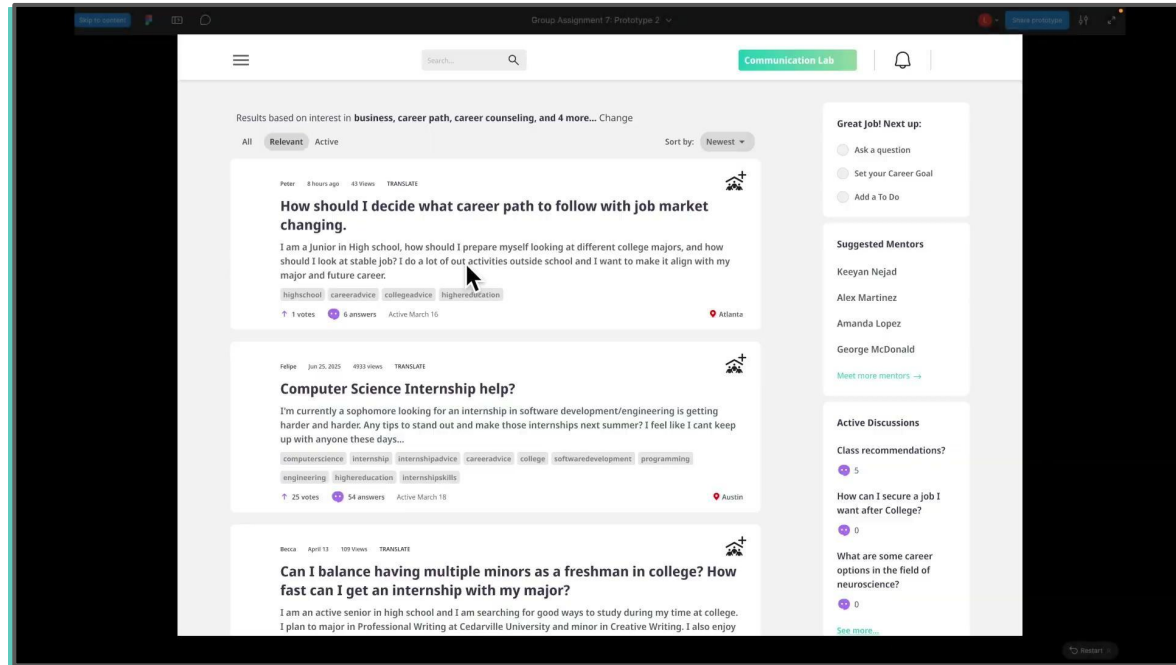 Skip to content
Group Assignment 7: Prototype 2
Share prototype
Search...
Communication Lab
Results based on interest in business, career path, career counseling, and 4 more... Change
All Relevant Active
Sort by: Newest
Peter 8 hours ago 43 Views TRANSLATE
How should I decide what career path to follow with job market
changing.
I am a Junior in High school, how should I prepare myself looking at different college majors, and how
should I look at stable job? I do a lot of out activities outside school and I want to make it align with my
major and future career.
highschool careeradvice collegeadvice highereducation
1 votes 6 answers Active March 16
Atlanta
Felipe Jun 25, 2025 4933 views TRANSLATE
Computer Science Internship help?
I'm currently a sophomore looking for an internship in software development/engineering is getting
harder and harder. Any tips to stand out and make those internships next summer? I feel like I cant keep
up with anyone these days...
computerscience internship internshipadvice careeradvice college softwaredevelopment programming
engineering highereducation internshipskills
25 votes 54 answers Active March 18
Austin
Becca April 13 109 Views TRANSLATE
Can I balance having multiple minors as a freshman in college? How
fast can I get an internship with my major?
I am an active senior in high school and I am searching for good ways to study during my time at college.
I plan to major in Professional Writing at Cedarville University and minor in Creative Writing. I also enjoy
Great Job! Next up:
Ask a question
Set your Career Goal
Add a To Do
Suggested Mentors
Keeyan Nejad
Alex Martinez
Amanda Lopez
George McDonald
Meet more mentors →
Active Discussions
Class recommendations?
5
How can I secure a job I
want after College?
0
What are some career
options in the field of
neuroscience?
0
See more...
Restart